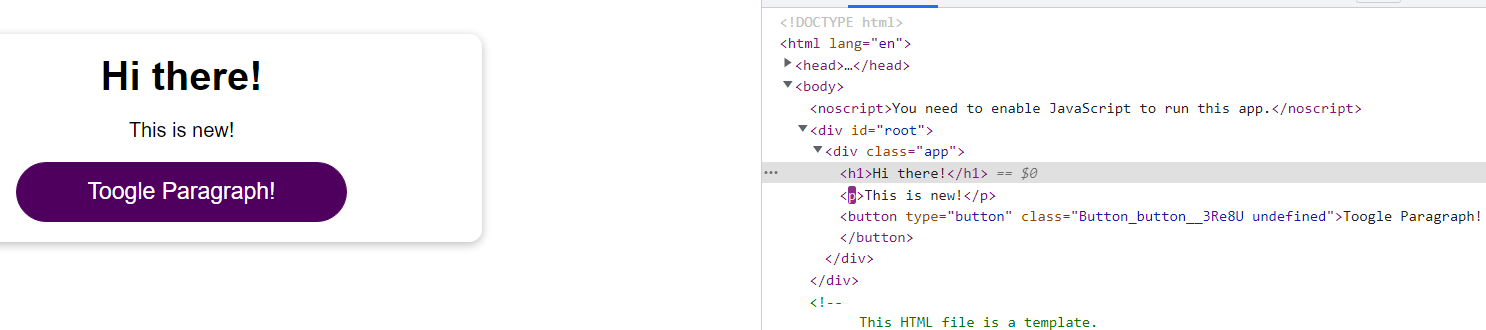 Hi there!
This is new!
Toogle Paragraph!
<!DOCTYPE html>
<html lang="en">
<head>…</head>
<body>
<noscript>You need to enable JavaScript to run this app.</noscript>
<div id="root">
<div class="app">
<h1>Hi there!</h1> == $0
<p>This is new!</p>
<button type="button" class="Button_button__3Re8U undefined">Toogle Paragraph!
</button>
</div>
</div>
<!--
This HTML file is a template.